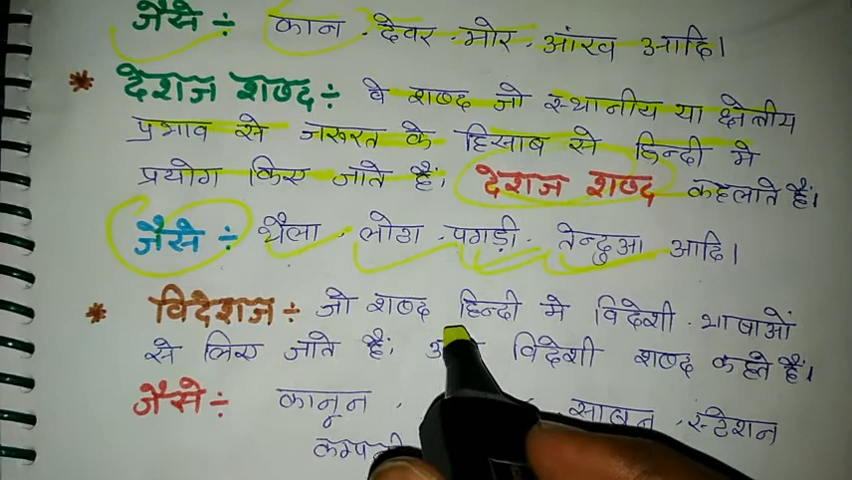 जैसे ÷ कान . देवर . मोर . आंख आदि।
* देशज शब्द ÷ वे शब्द जो स्थानीय या क्षेत्रीय
प्रभाव से जरूरत के हिसाब से हिन्दी मे
प्रयोग किए जाते हैं। देशज शब्द कहलाते हैं।
जैसे ÷ थैला . लोटा . पगड़ी . तेन्दुआ आदि।
* विदेशज ÷ जो शब्द हिन्दी मे विदेशी भाषाओं
से लिए जाते हैं। विदेशी शब्द कहते हैं।
जैसे ÷ कानून , साबुन , स्टेशन